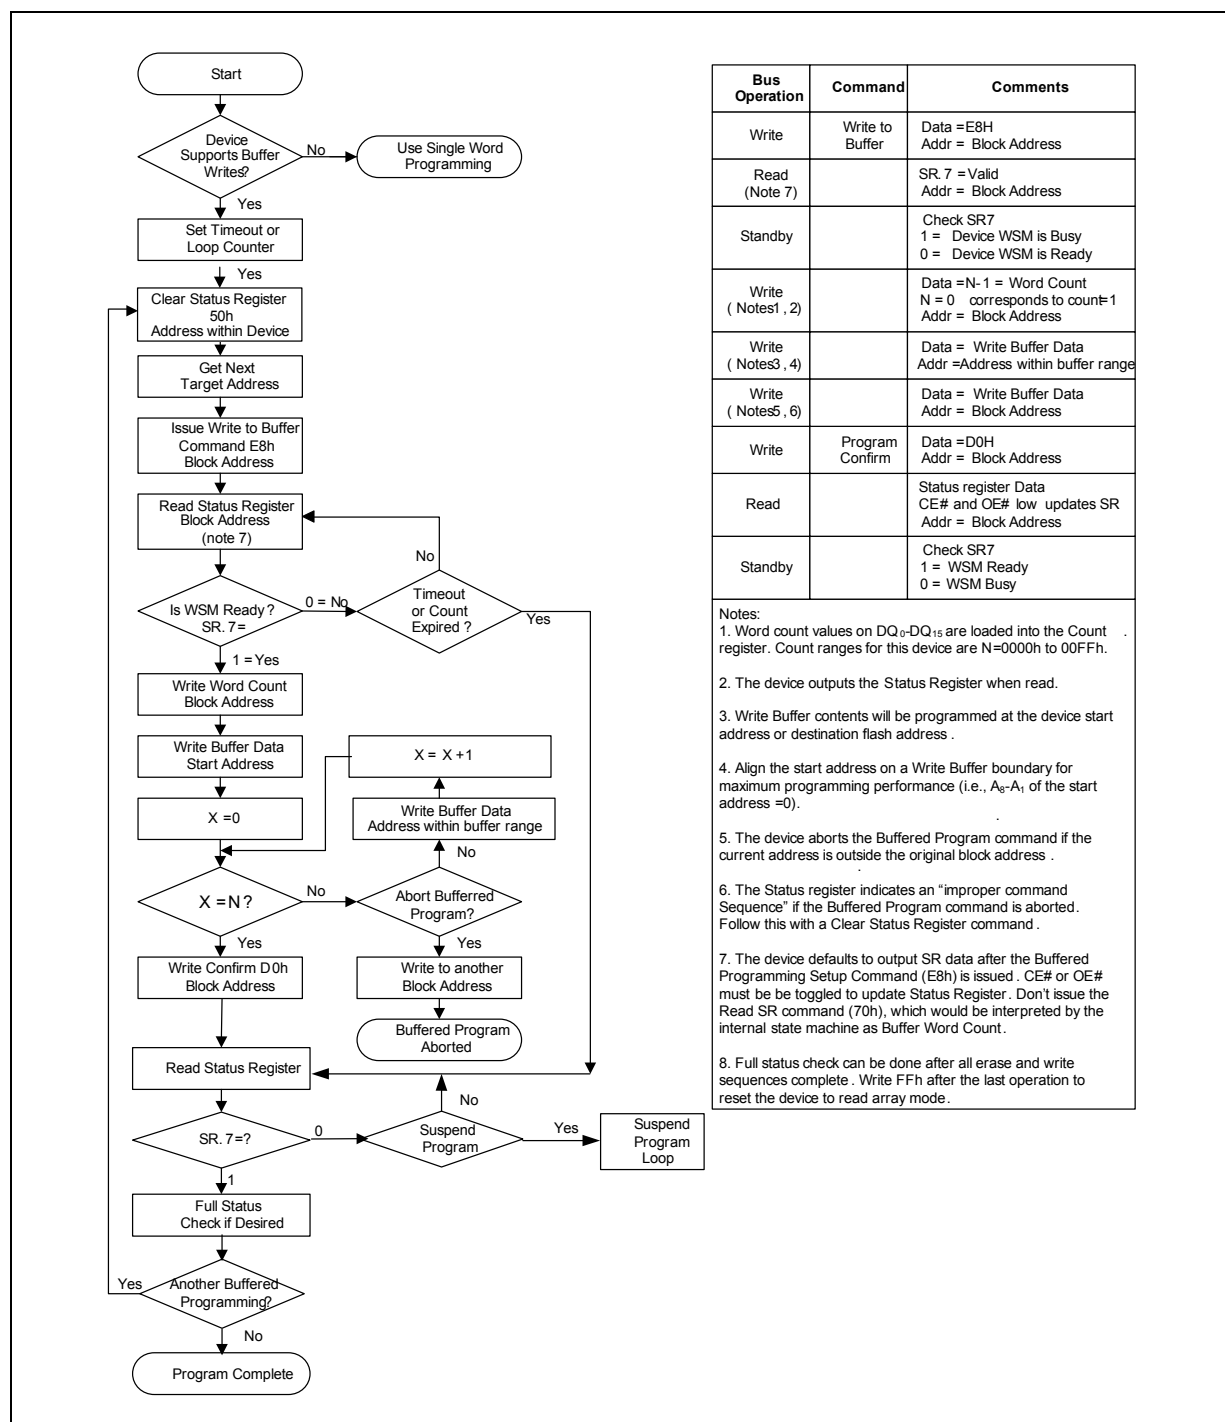 Start
Device
Supports Buffer
Writes?
No
Use Single Word
Programming
Yes
Set Timeout or
Loop Counter
Yes
Clear Status Register
50h
Address within Device
Get Next
Target Address
Issue Write to Buffer
Command E8h
Block Address
Read Status Register
Block Address
(note 7)
No
Is WSM Ready?
SR. 7=
0 = No
Timeout
or Count
Expired ?
Yes
1 = Yes
Write Word Count
Block Address
Write Buffer Data
Start Address
X = X +1
X =0
Write Buffer Data
Address within buffer range
No
X =N ?
No
Abort Buferred
Program?
Yes
Yes
Write Confirm D0h
Block Address
Write to another
Block Address
Buffered Program
Aborted
Read Status Register
No
SR. 7=?
0
Suspend
Program
Yes
Suspend
Program
Loop
1
Full Status
Check if Desired
Yes
Another Buffered
Programming?
No
Program Complete
Bus
Operation
Command
Comments
Write
Write to
Buffer
Data =E8H
Addr = Block Address
Read
(Note 7)
SR. 7 =Valid
Addr = Block Address
Standby
Check SR7
1 = Device WSM is Busy
0 = Device WSM is Ready
Write
( Notes1 , 2)
Data =N- 1 = Word Count
N = 0 corresponds to count=1
Addr = Block Address
Write
( Notes3 , 4)
Data = Write Buffer Data
Addr =Address within buffer range
Write
( Notes5 , 6)
Data = Write Buffer Data
Addr = Block Address
Write
Program
Confirm
Data =D0H
Addr = Block Address
Read
Status register Data
CE# and OE# low updates SR
Addr = Block Address
Standby
Check SR7
1 = WSM Ready
0 = WSM Busy
Notes:
1. Word count values on DQ0-DQ15 are loaded into the Count .
register. Count ranges for this device are N=0000h to 00FFh.
2. The device outputs the Status Register when read.
3. Write Buffer contents will be programmed at the device start
address or destination flash address .
4. Align the start address on a Write Buffer boundary for
maximum programming performance (i.e., A8-A1 of the start
address =0).
5. The device aborts the Buffered Program command if the
current address is outside the original block address .
6. The Status register indicates an “improper command
Sequence” if the Buffered Program command is aborted.
Follow this with a Clear Status Register command .
7. The device defaults to output SR data after the Buffered
Programming Setup Command (E8h) is issued . CE# or OE#
must be be toggled to update Status Register . Don’t issue the
Read SR command (70h), which would be interpreted by the
internal state machine as Buffer Word Count.
8. Full status check can be done after all erase and write
sequences complete . Write FFh after the last operation to
reset the device to read array mode.